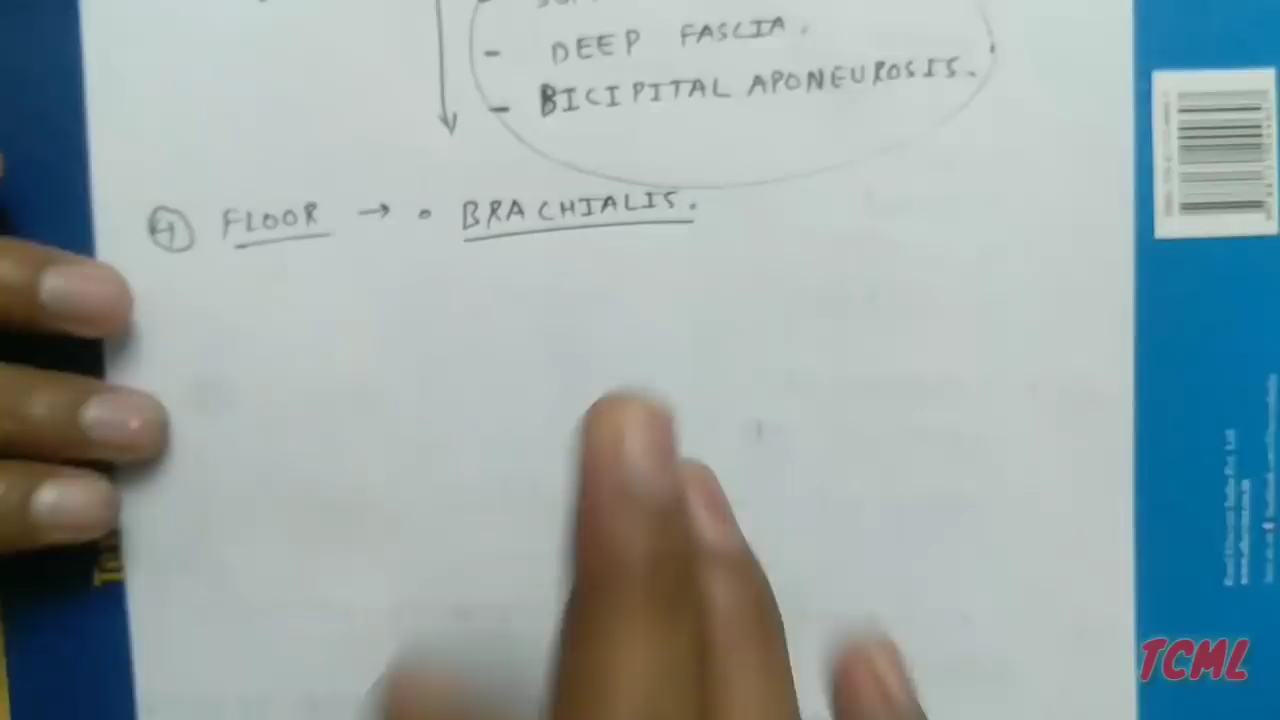 - DEEP FASCIA.
- BICIPITAL APONEUROSIS.
4 FLOOR → • BRACHIALIS.
TCML